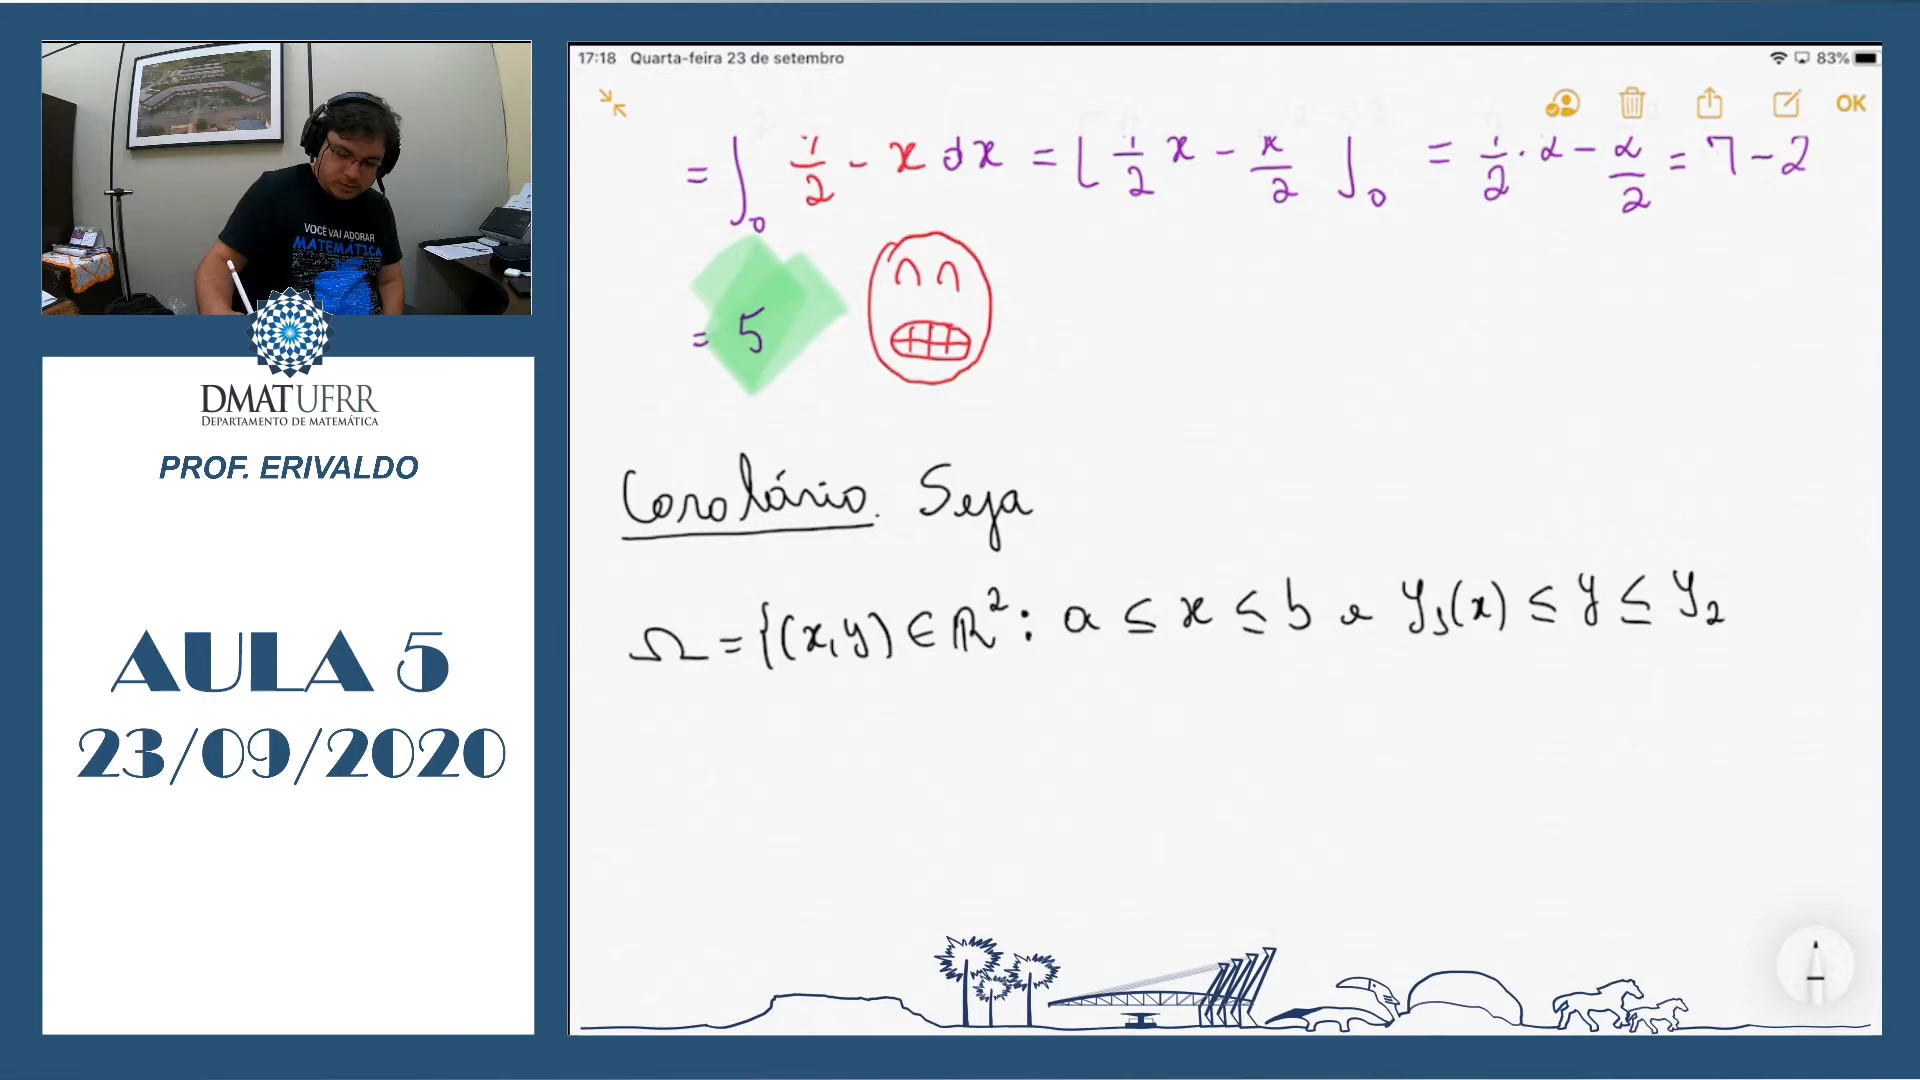 17:18 Quarta-feira 23 de setembro
83%
OK
= ∫₀ 7/2 - x dx = [ 7/2 x - x/2 ]₀ = 7/2 · 2 - 2/2 = 7 - 2
= 5
Corolário. Seja
Ω = {(x,y) ∈ ℝ² : a ≤ x ≤ b e y₁(x) ≤ y ≤ y₂
VOCÊ VAI ADORAR
MATEMÁTICA
DMATUFRR
DEPARTAMENTO DE MATEMÁTICA
PROF. ERIVALDO
AULA 5
23/09/2020